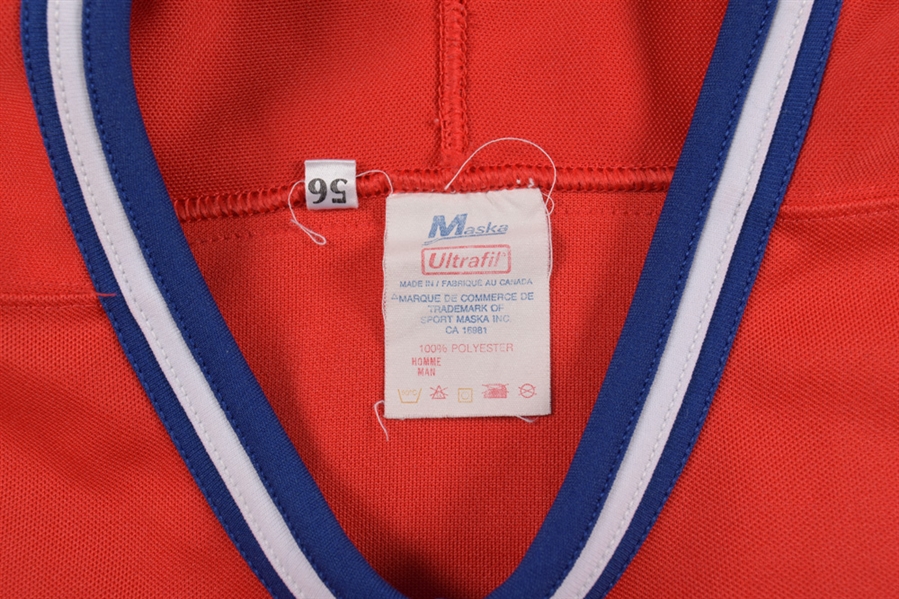 56
Maska
Ultrafil
MADE IN / FABRIQUE AU CANADA
MARQUE DE COMMERCE DE
TRADEMARK OF
SPORT MASKA INC.
CA 16981
100% POLYESTER
HOMME
MAN